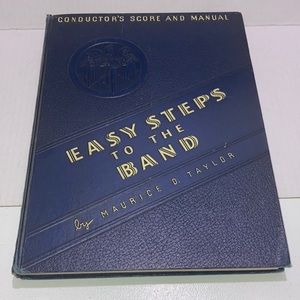 CONDUCTOR'S SCORE AND MANUAL
EASY STEPS
TO THE
BAND
by MAURICE D. TAYLOR